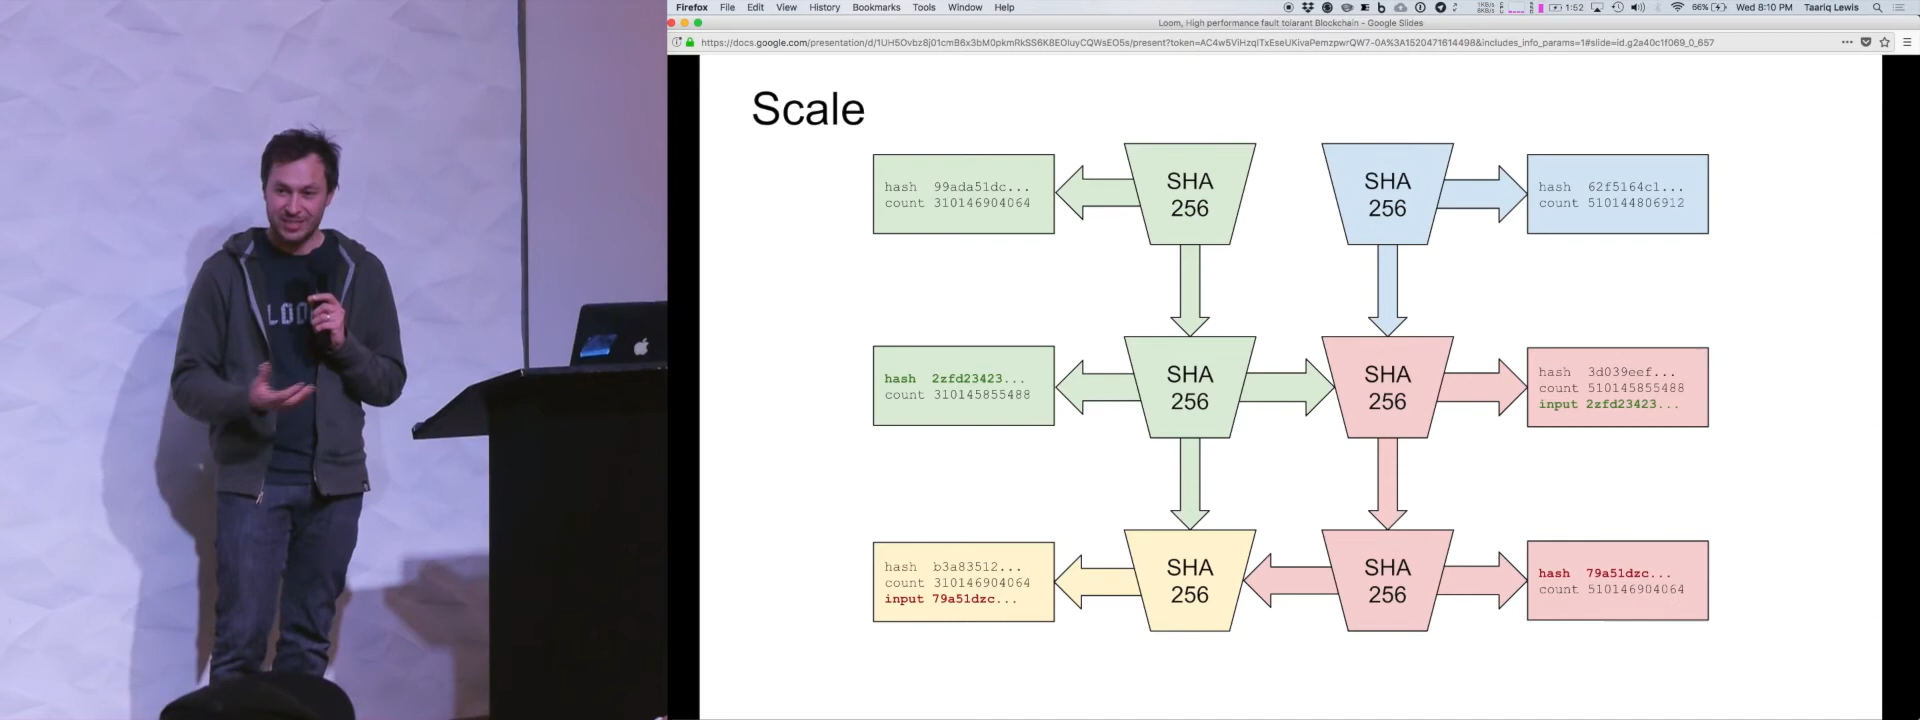 Firefox File Edit View History Bookmarks Tools Window Help
1:52 66% Wed 8:10 PM Taariq Lewis
Loom, High performance fault tolarant Blockchain - Google Slides
Scale
hash 99ada51dc...
count 310146904064
SHA
256
SHA
256
hash 62f5164c1...
count 510144806912
hash 2zfd23423...
count 310145855488
SHA
256
SHA
256
hash 3d039eef...
count 510145855488
input 2zfd23423...
hash b3a83512...
count 310146904064
input 79a51dzc...
SHA
256
SHA
256
hash 79a51dzc...
count 510146904064